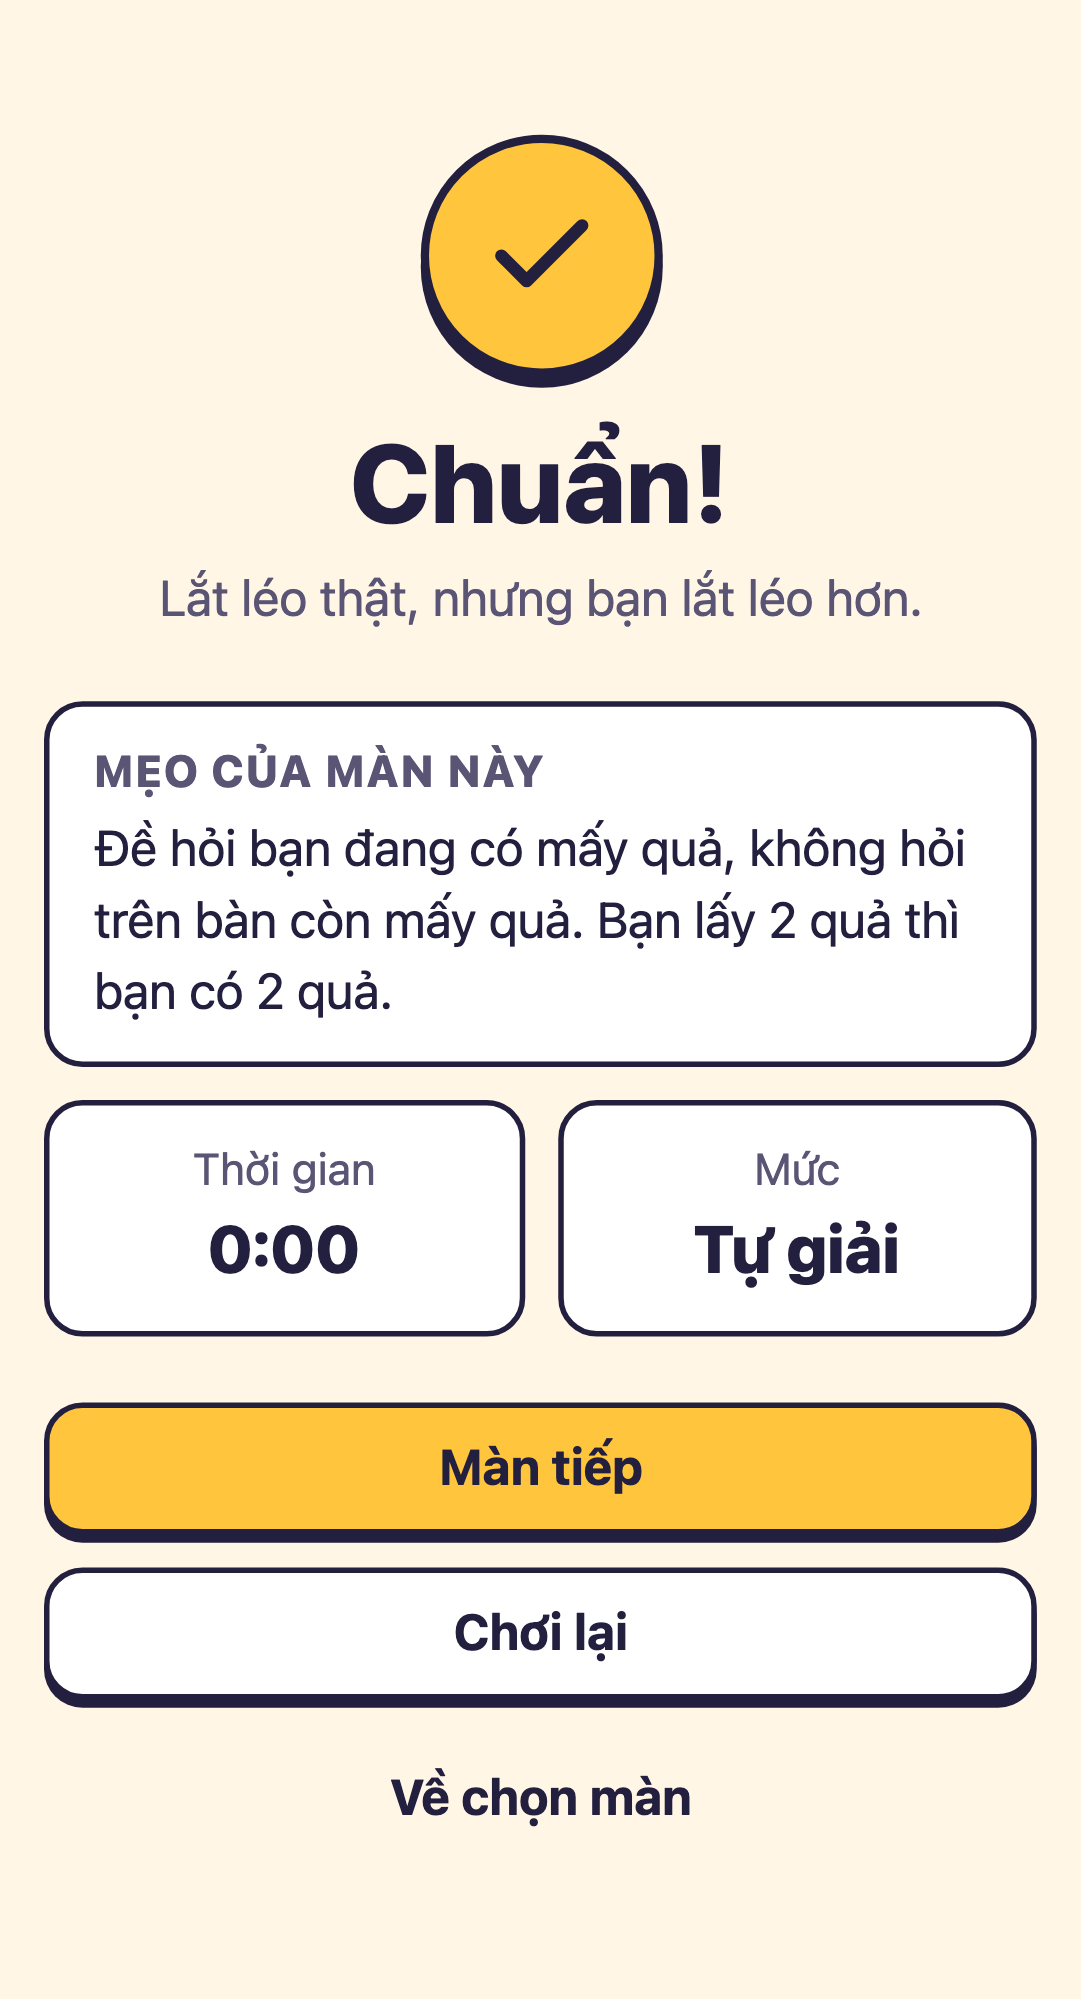 Chuẩn!
Lắt léo thật, nhưng bạn lắt léo hơn.
MẸO CỦA MÀN NÀY
Đề hỏi bạn đang có mấy quả, không hỏi
trên bàn còn mấy quả. Bạn lấy 2 quả thì
bạn có 2 quả.
Thời gian
0:00
Mức
Tự giải
Màn tiếp
Chơi lại
Về chọn màn